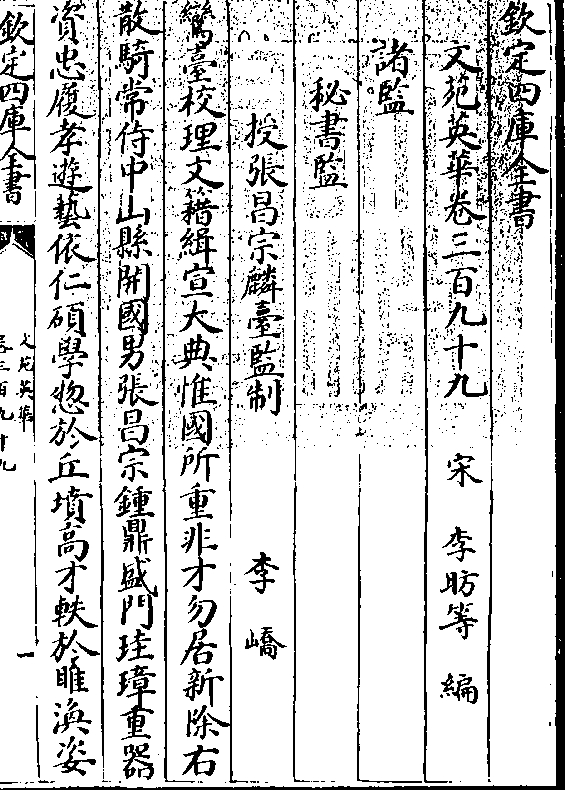 欽定四庫全書
文苑英華卷三百九十九　宋　李昉等　編
諸監
秘書監
授張昌宗麟臺監制　李嶠
鸞臺校理文籍緝宣大典惟國所重非才勿居新除右
散騎常侍中山縣開國男張昌宗鍾鼎盛門珪璋重器
資忠履孝遊藝依仁碩學愸於丘墳高才軼於睢渙姿
欽定四庫全書
文苑英華
卷三百九十九
一